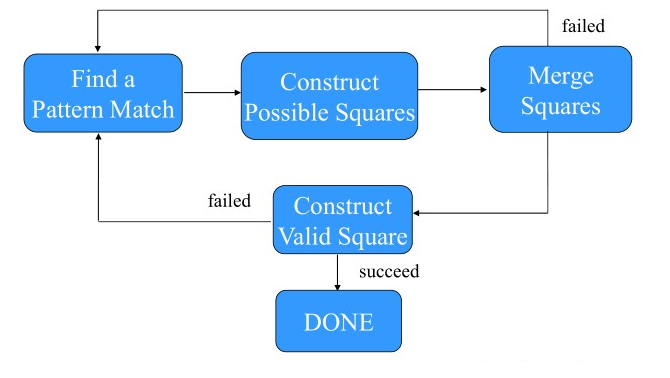 failed
Find a
Pattern Match
Construct
Possible Squares
Merge
Squares
failed
Construct
Valid Square
succeed
DONE